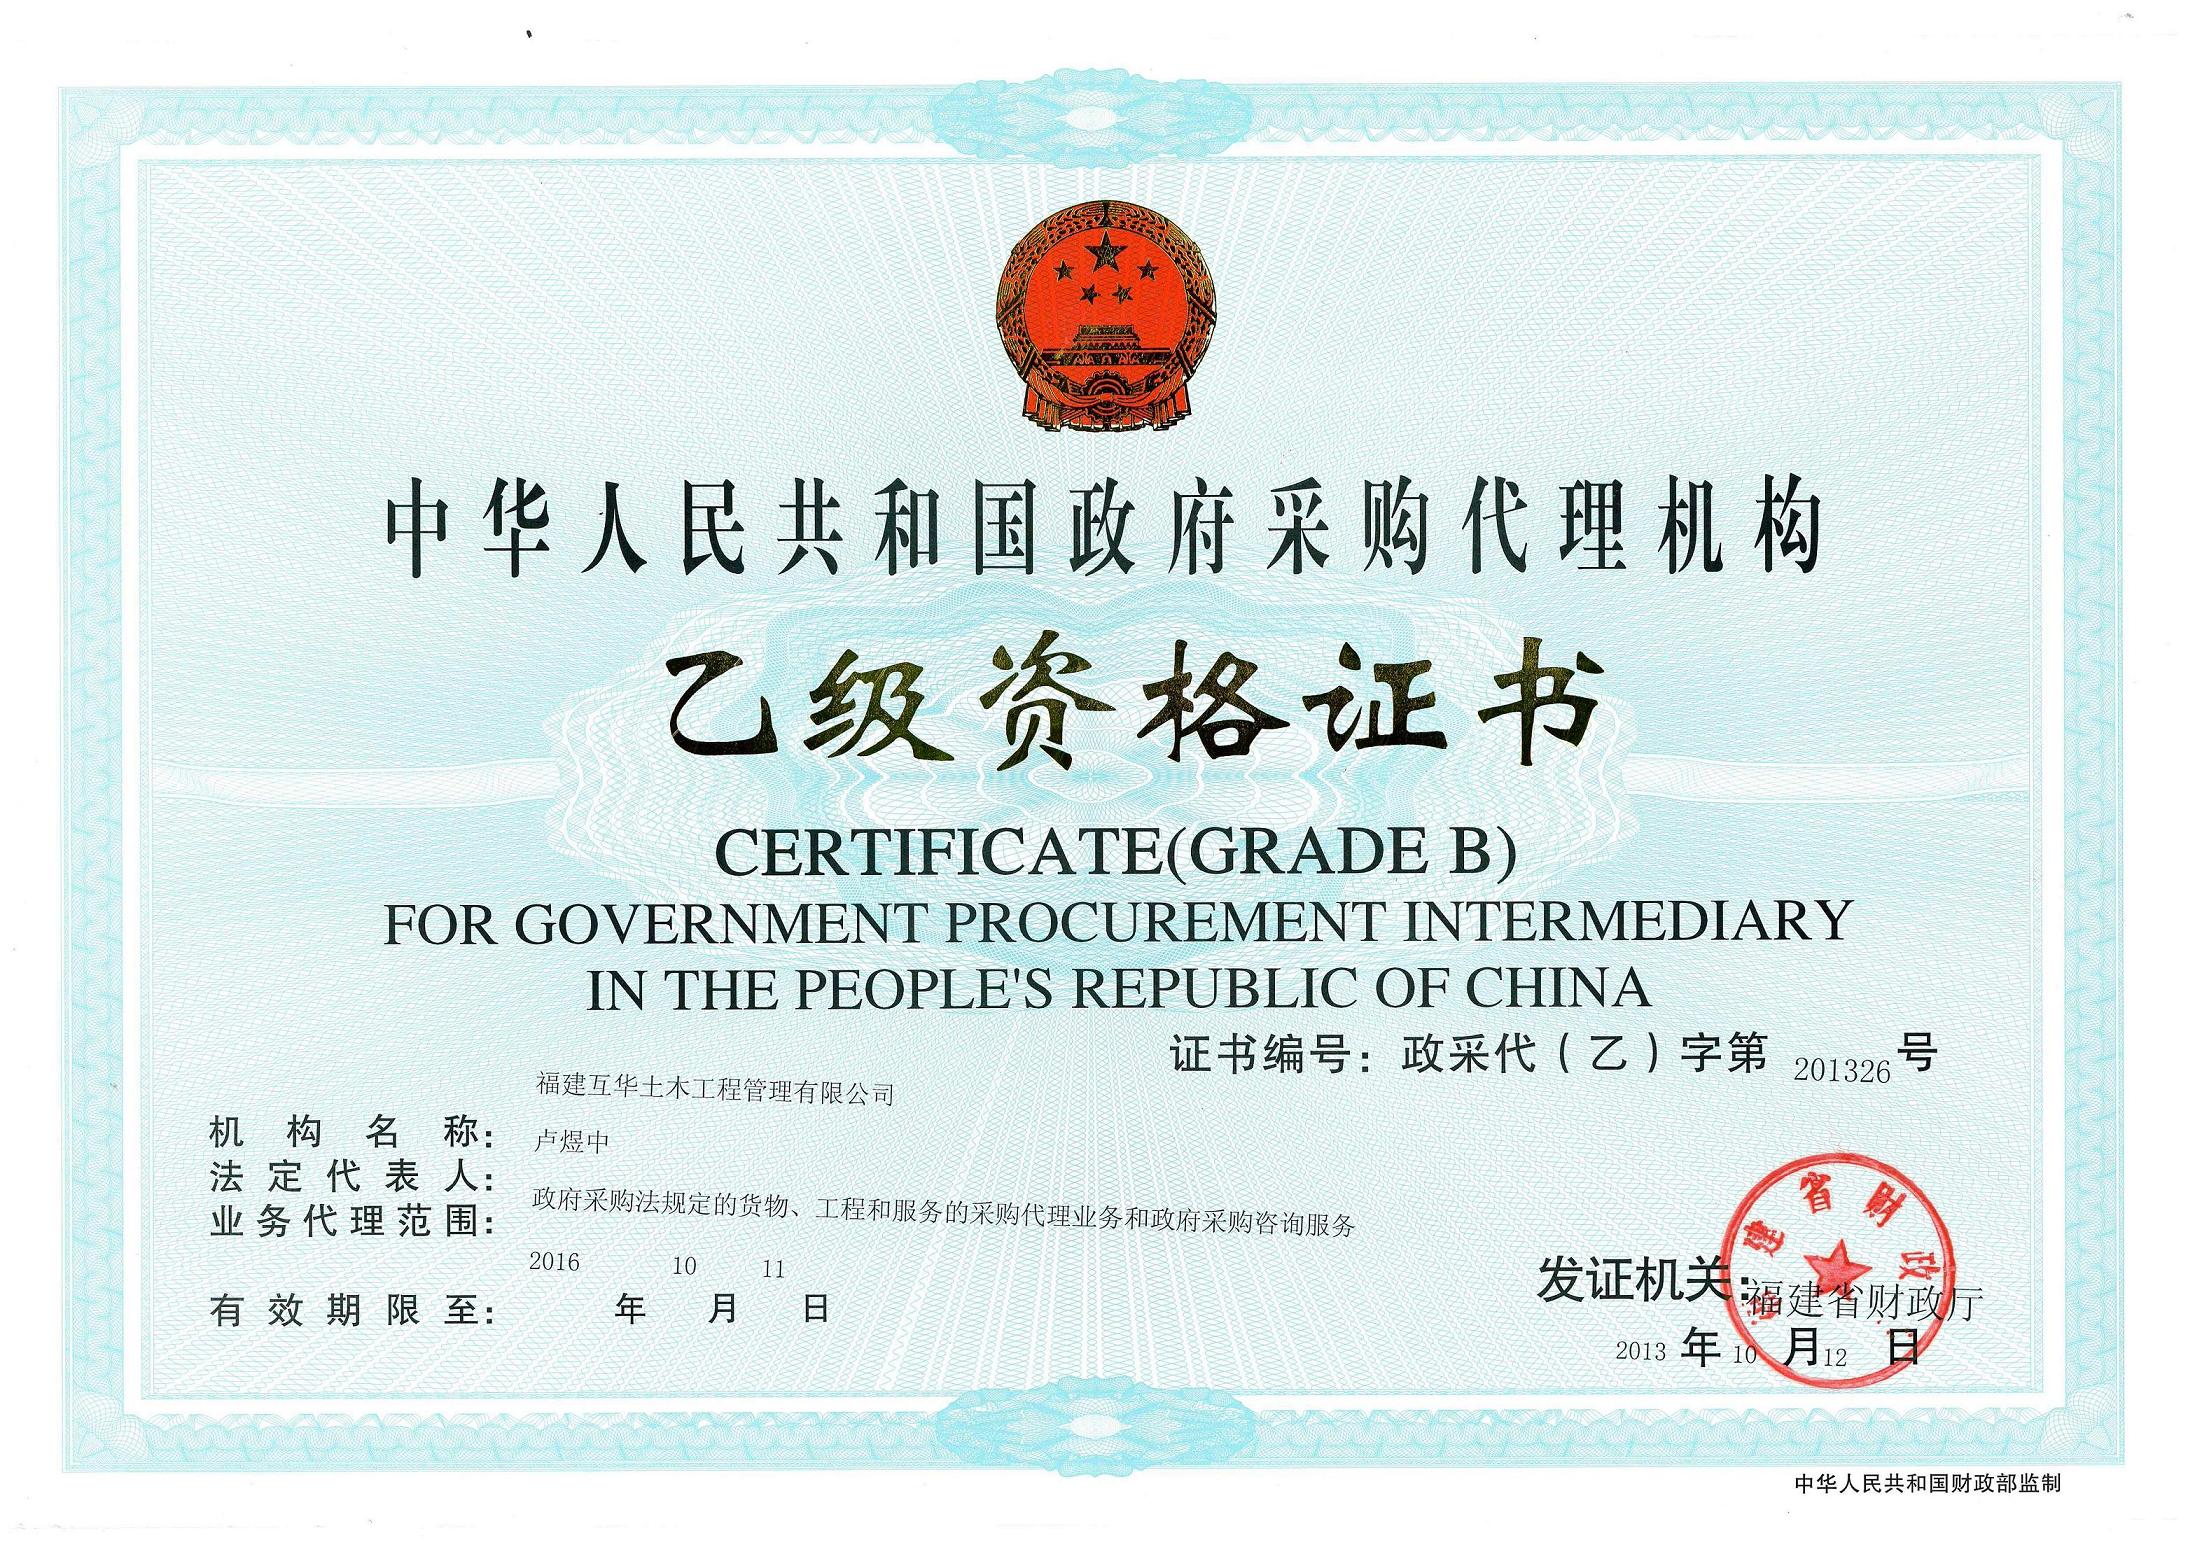 中华人民共和国政府采购代理机构
乙级资格证书
CERTIFICATE(GRADE B)
FOR GOVERNMENT PROCUREMENT INTERMEDIARY
IN THE PEOPLE'S REPUBLIC OF CHINA
证书编号：政采代（乙）字第 201326 号
机构名称：福建互华土木工程管理有限公司
法定代表人：卢煜中
业务代理范围：政府采购法规定的货物、工程和服务的采购代理业务和政府采购咨询服务
有效期限至：2016 年 10 月 11 日
发证机关：福建省财政厅
2013 年 10 月 12 日
福建省财政
中华人民共和国财政部监制